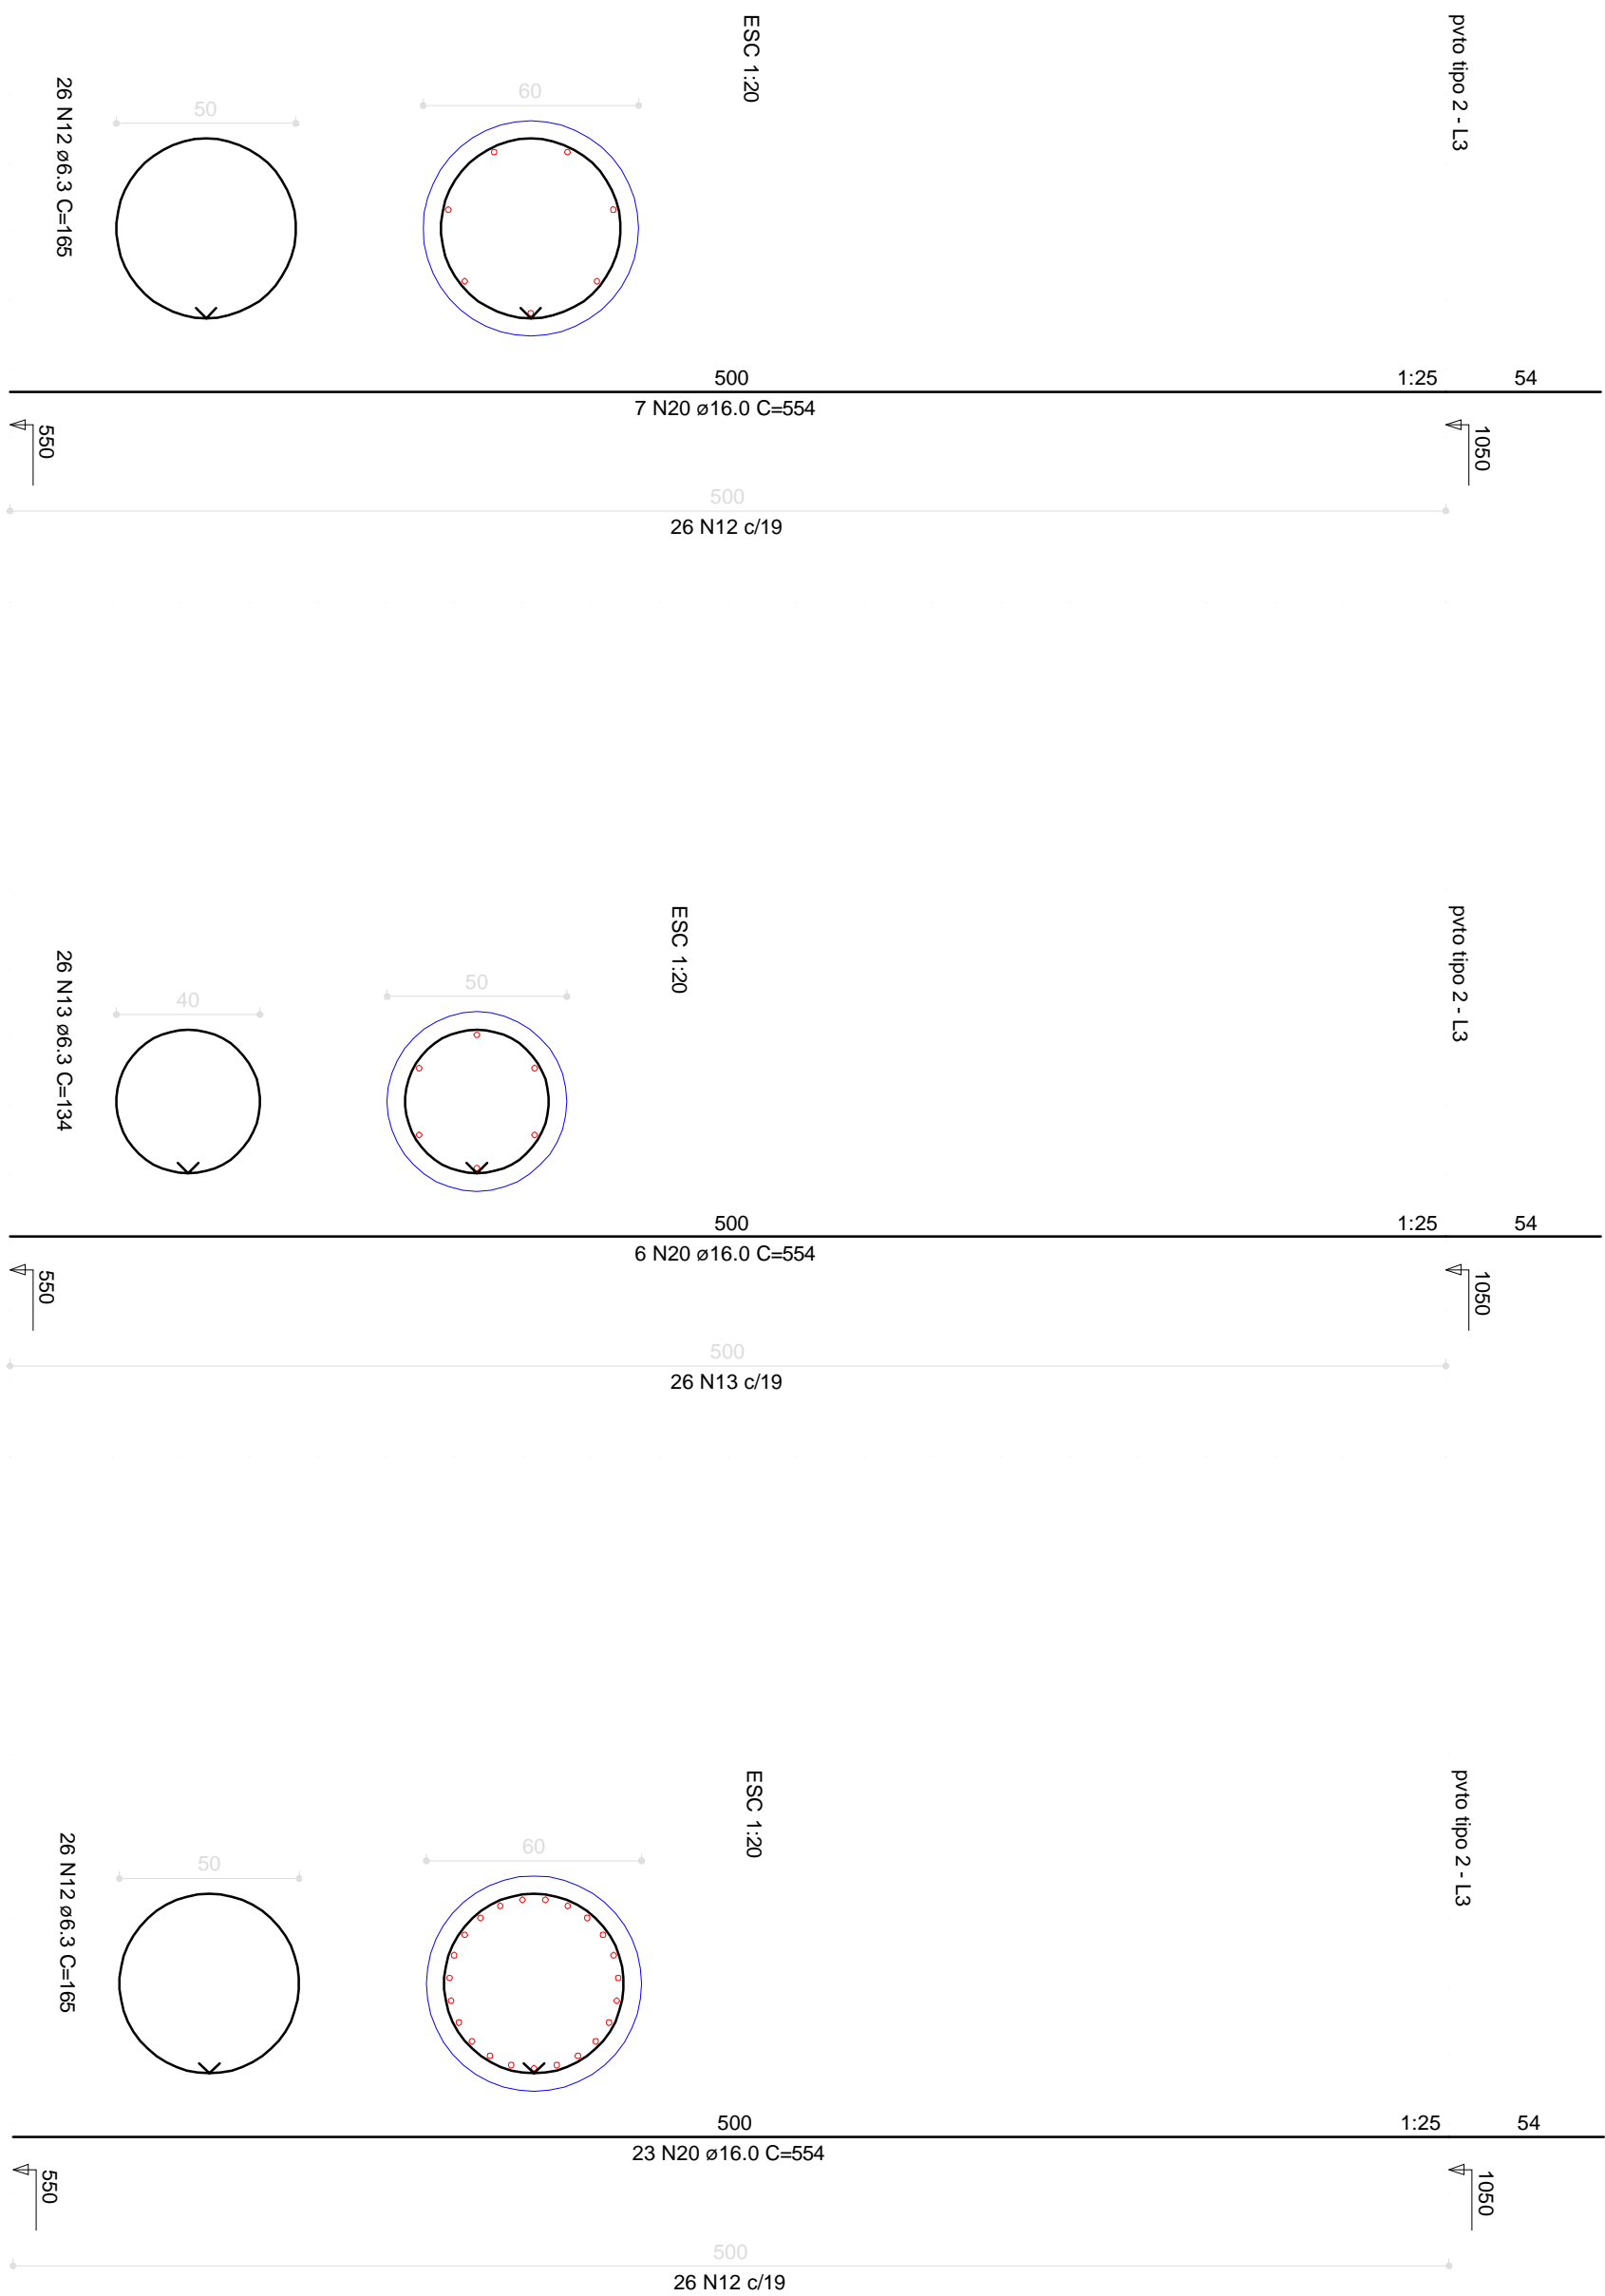 pvto tipo 2 - L3
ESC 1:20
60
50
26 N12 ø6.3 C=165
500
1:25
54
7 N20 ø16.0 C=554
550
1050
500
26 N12 c/19
pvto tipo 2 - L3
ESC 1:20
50
40
26 N13 ø6.3 C=134
500
1:25
54
6 N20 ø16.0 C=554
550
1050
500
26 N13 c/19
pvto tipo 2 - L3
ESC 1:20
60
50
26 N12 ø6.3 C=165
500
1:25
54
23 N20 ø16.0 C=554
550
1050
500
26 N12 c/19